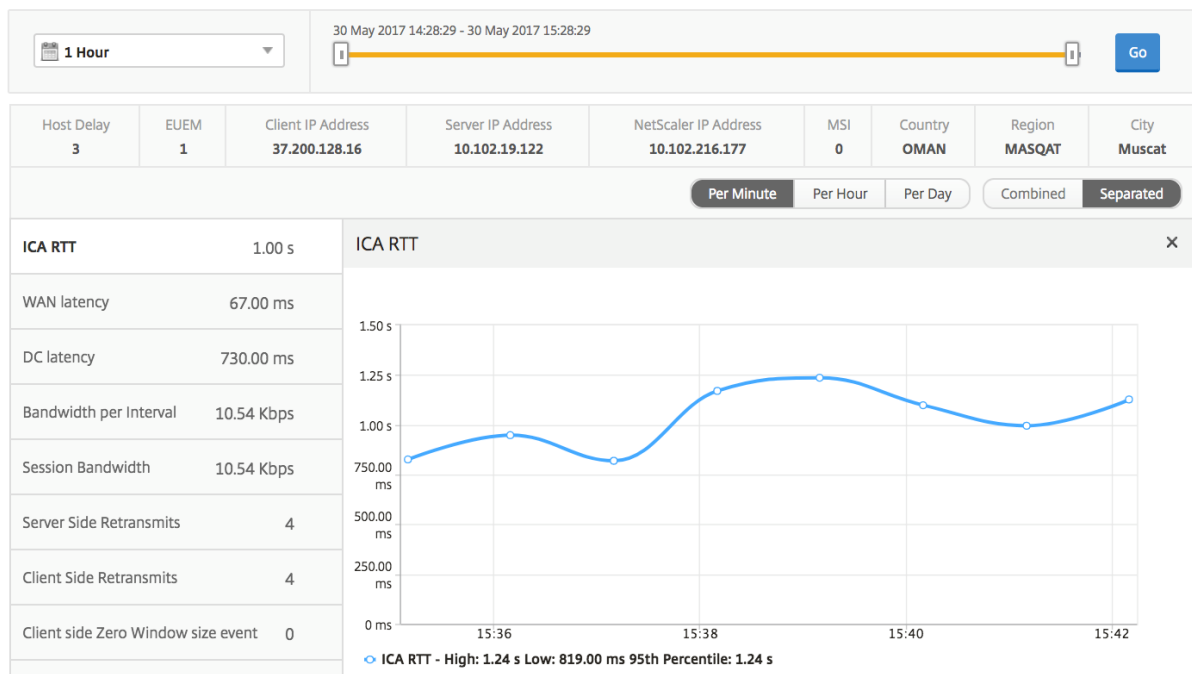 30 May 2017 14:28:29 - 30 May 2017 15:28:29
1 Hour
Go
Host Delay EUEM Client IP Address Server IP Address NetScaler IP Address MSI Country Region City
3 1 37.200.128.16 10.102.19.122 10.102.216.177 0 OMAN MASQAT Muscat
Per Minute Per Hour Per Day Combined Separated
ICA RTT 1.00 s
WAN latency 67.00 ms
DC latency 730.00 ms
Bandwidth per Interval 10.54 Kbps
Session Bandwidth 10.54 Kbps
Server Side Retransmits 4
Client Side Retransmits 4
Client side Zero Window size event 0
ICA RTT ×
1.50 s
1.25 s
1.00 s
750.00
ms
500.00
ms
250.00
ms
0 ms
15:36 15:38 15:40 15:42
ICA RTT - High: 1.24 s Low: 819.00 ms 95th Percentile: 1.24 s